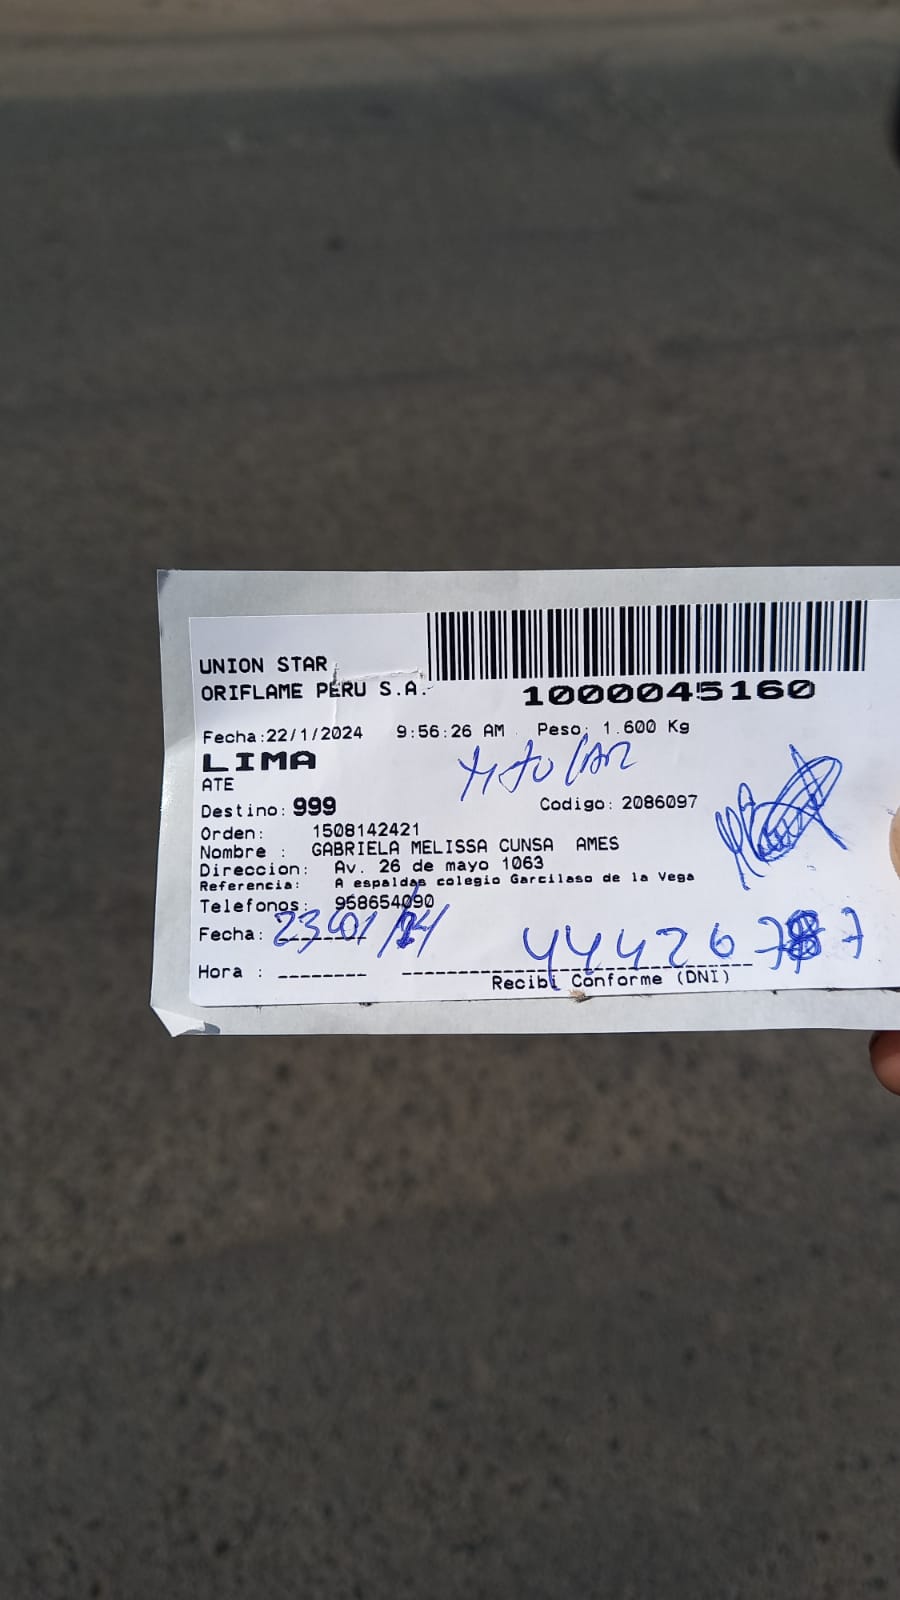 UNION STAR
ORIFLAME PERU S.A.
1000045160
Fecha:22/1/2024 9:56:26 AM Peso: 1.600 Kg
LIMA
titular
ATE
Destino: 999 Codigo: 2086097
Orden: 1508142421
Nombre : GABRIELA MELISSA CUNSA AMES
Direccion: Av. 26 de mayo 1063
Referencia: A espaldas colegio Garcilaso de la Vega
Telefonos: 958654090
Fecha: 23/01/24
Hora : ________
Recibi Conforme (DNI)